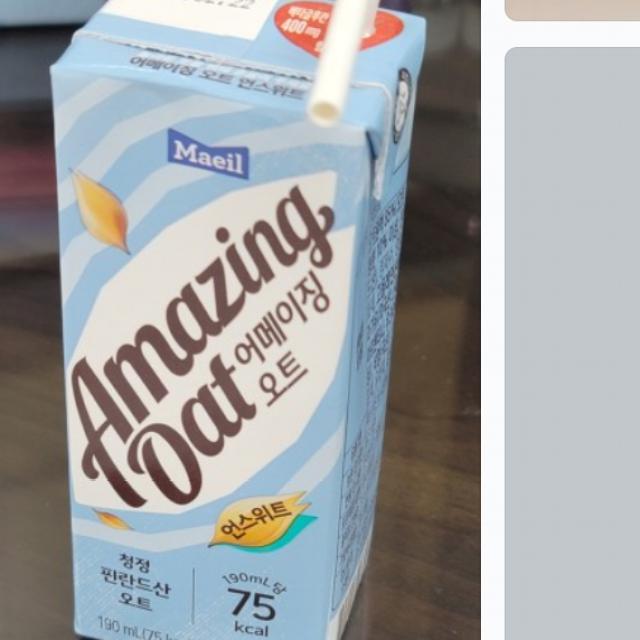 400mg
어메이징 오트 언스위트
Maeil
Amazing
Oat
어메이징
오트
언스위트
청정
핀란드산
오트
190mL당
75
kcal
190 mL(75